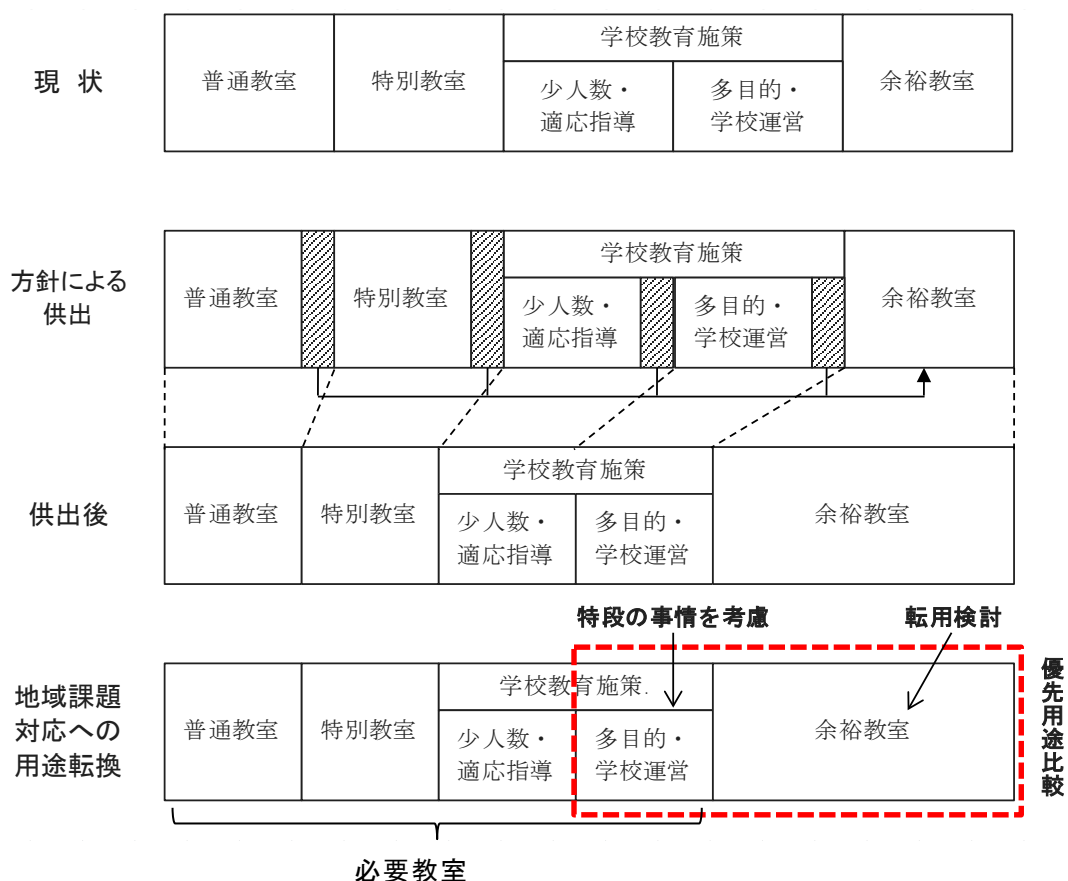 現 状
普通教室
特別教室
学校教育施策
少人数・
適応指導
多目的・
学校運営
余裕教室
方針による
供出
普通教室
特別教室
学校教育施策
少人数・
適応指導
多目的・
学校運営
余裕教室
供出後
普通教室
特別教室
学校教育施策
少人数・
適応指導
多目的・
学校運営
余裕教室
特段の事情を考慮
転用検討
地域課題
対応への
用途転換
普通教室
特別教室
学校教育施策.
少人数・
適応指導
多目的・
学校運営
余裕教室
優先用途比較
必要教室